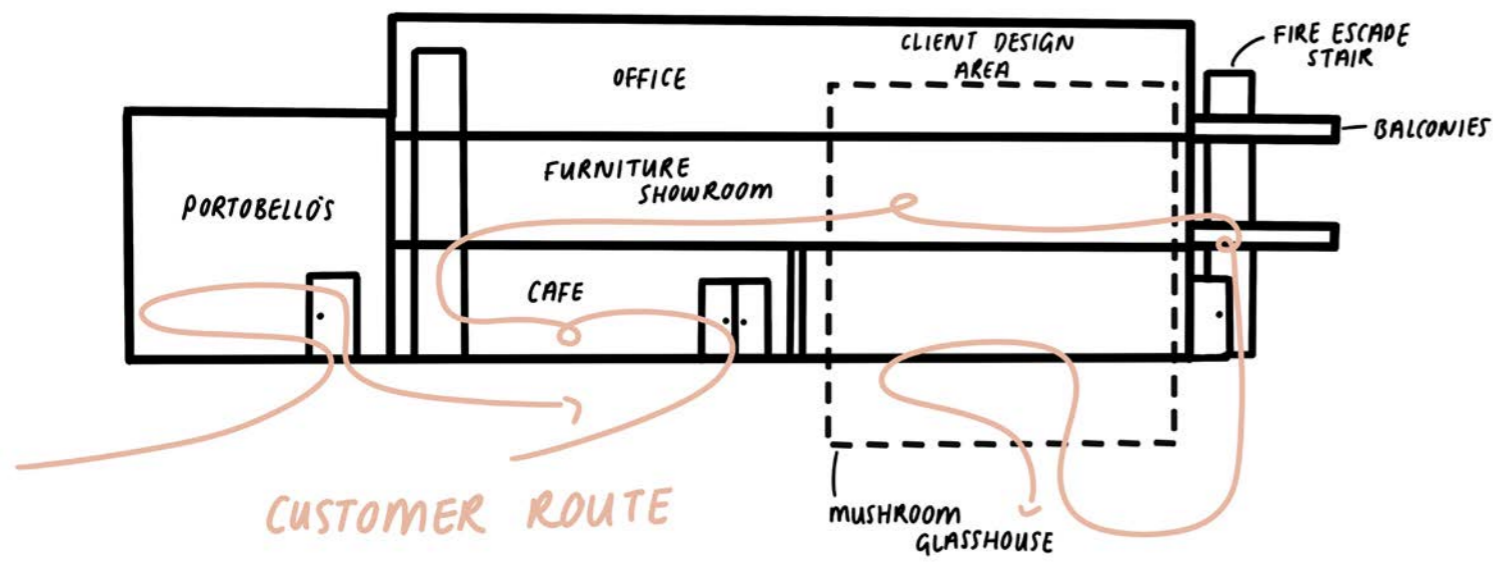 CLIENT DESIGN
AREA
OFFICE
FIRE ESCAPE
STAIR
BALCONIES
FURNITURE
SHOWROOM
PORTOBELLO'S
CAFE
CUSTOMER ROUTE
MUSHROOM
GLASSHOUSE